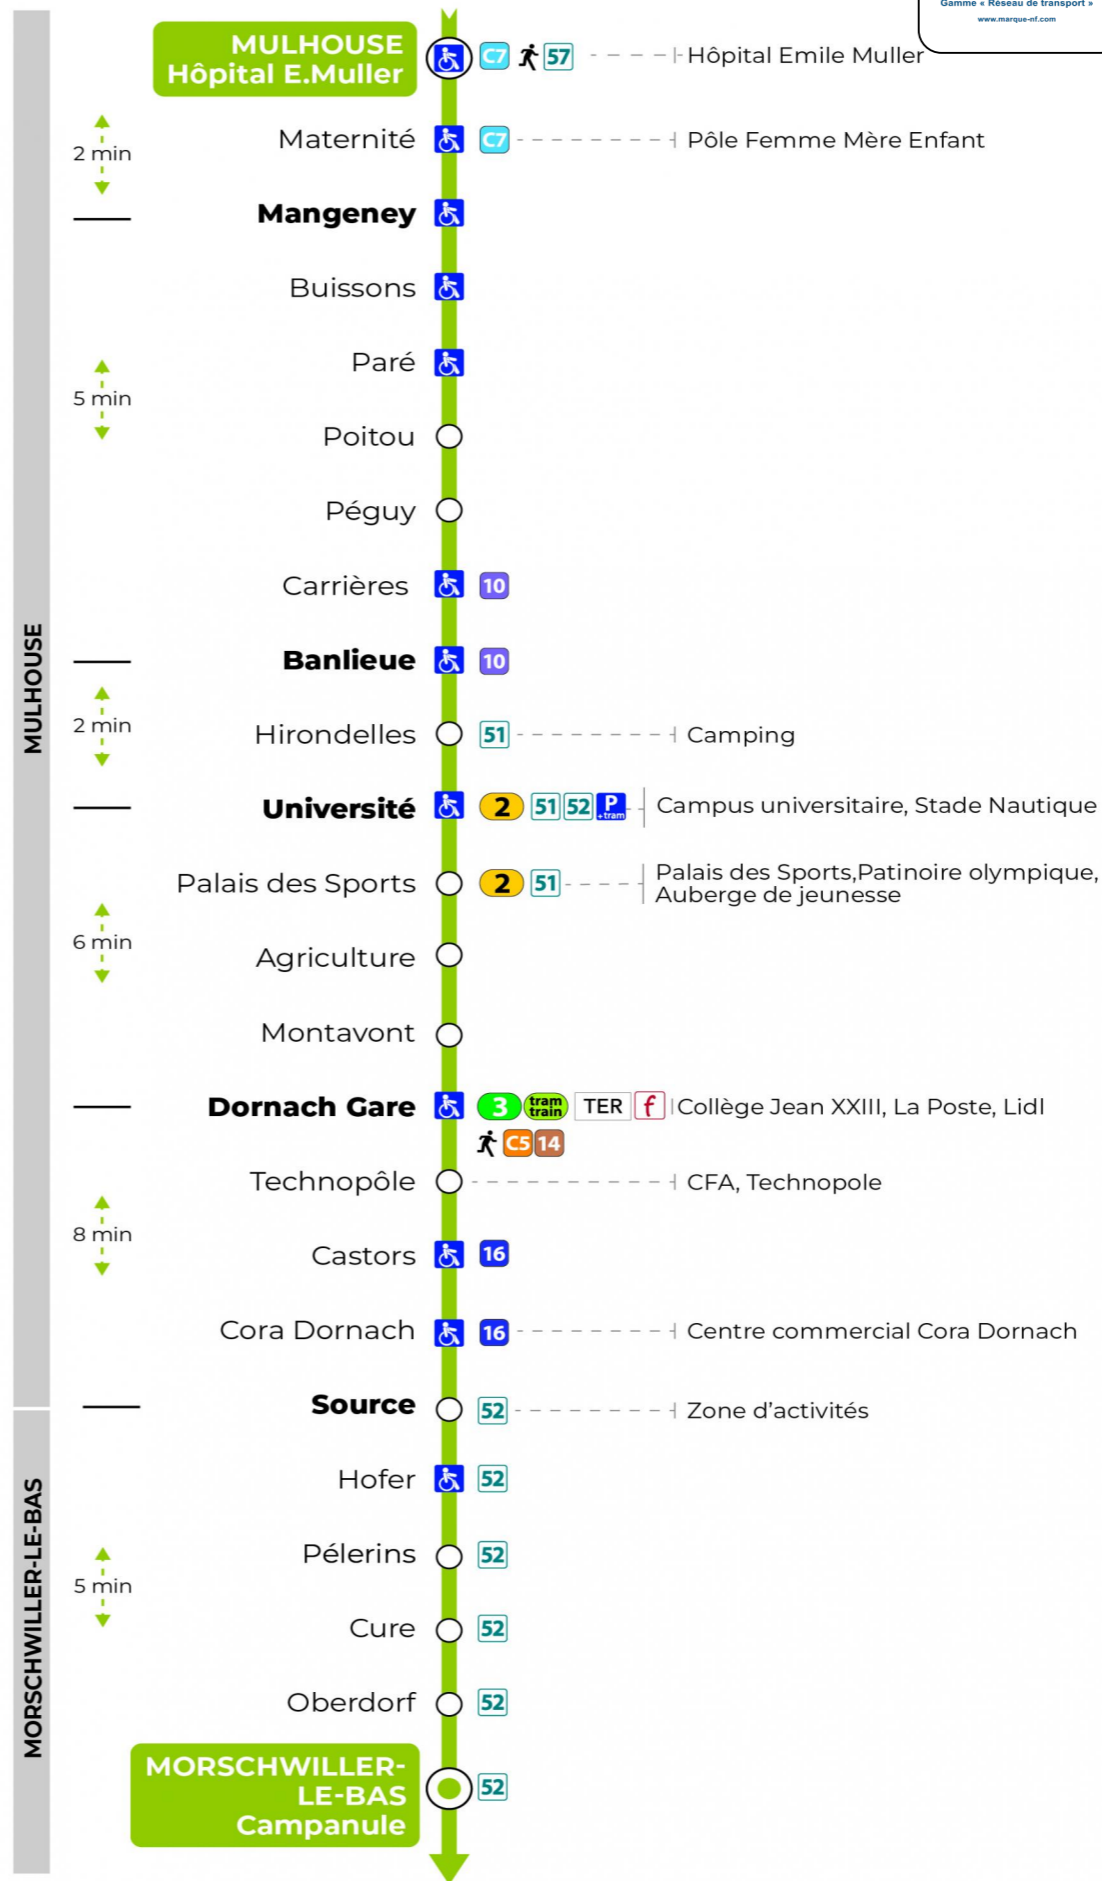 Gamme « Réseau de transport »
www.marque-nf.com
MULHOUSE
Hôpital E.Muller
C7 57 Hôpital Emile Muller
2 min
Maternité C7 Pôle Femme Mère Enfant
Mangeney
Buissons
Paré
5 min
Poitou
Péguy
Carrières 10
MULHOUSE
Banlieue 10
2 min
Hirondelles 51 Camping
Université 2 51 52 P +tram Campus universitaire, Stade Nautique
Palais des Sports 2 51 Palais des Sports,Patinoire olympique,
Auberge de jeunesse
6 min
Agriculture
Montavont
Dornach Gare 3 tram train TER f Collège Jean XXIII, La Poste, Lidl
C5 14
Technopôle CFA, Technopole
8 min
Castors 16
Cora Dornach 16 Centre commercial Cora Dornach
Source 52 Zone d'activités
MORSCHWILLER-LE-BAS
Hofer 52
Pélerins 52
5 min
Cure 52
Oberdorf 52
MORSCHWILLER-
LE-BAS
Campanule
52